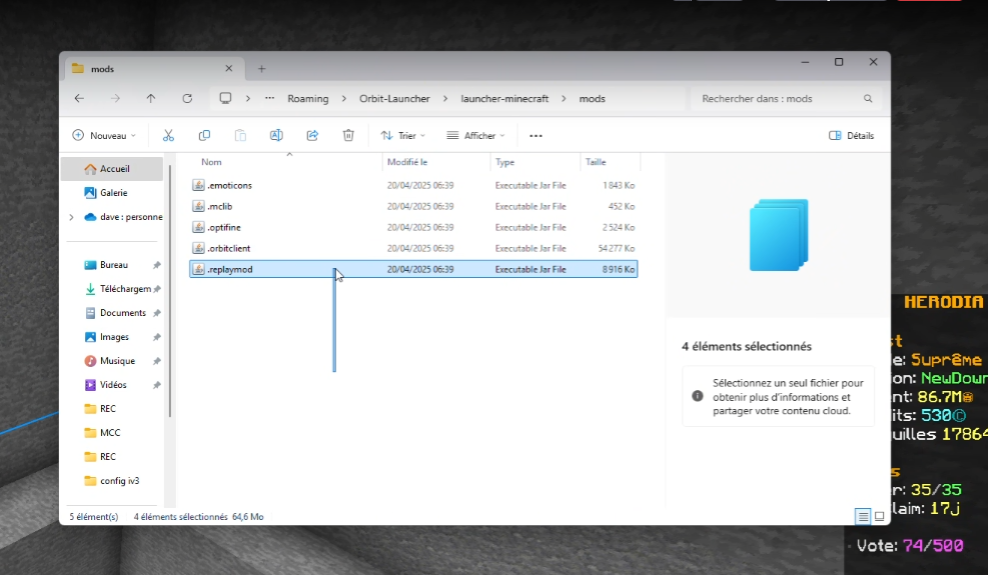 mods
Roaming > Orbit-Launcher > launcher-minecraft > mods
Rechercher dans : mods
Nouveau
Trier
Afficher
Détails
Accueil
Galerie
dave : personne
Bureau
Téléchargem
Documents
Images
Musique
Vidéos
REC
MCC
REC
config iv3
Nom Modifié le Type Taille
.emoticons 20/04/2025 06:39 Executable Jar File 1 843 Ko
.mclib 20/04/2025 06:39 Executable Jar File 452 Ko
.optifine 20/04/2025 06:39 Executable Jar File 2 524 Ko
.orbitclient 20/04/2025 06:39 Executable Jar File 54 277 Ko
.replaymod 20/04/2025 06:39 Executable Jar File 8 916 Ko
4 éléments sélectionnés
Sélectionnez un seul fichier pour
obtenir plus d'informations et
partager votre contenu cloud.
5 élément(s) 4 éléments sélectionnés 64,6 Mo
HERODIA
st
e: Suprême
on: NewDown
nt: 86.7M
its: 530
uilles 17864
s
r: 35/35
laim: 17j
Vote: 74/500